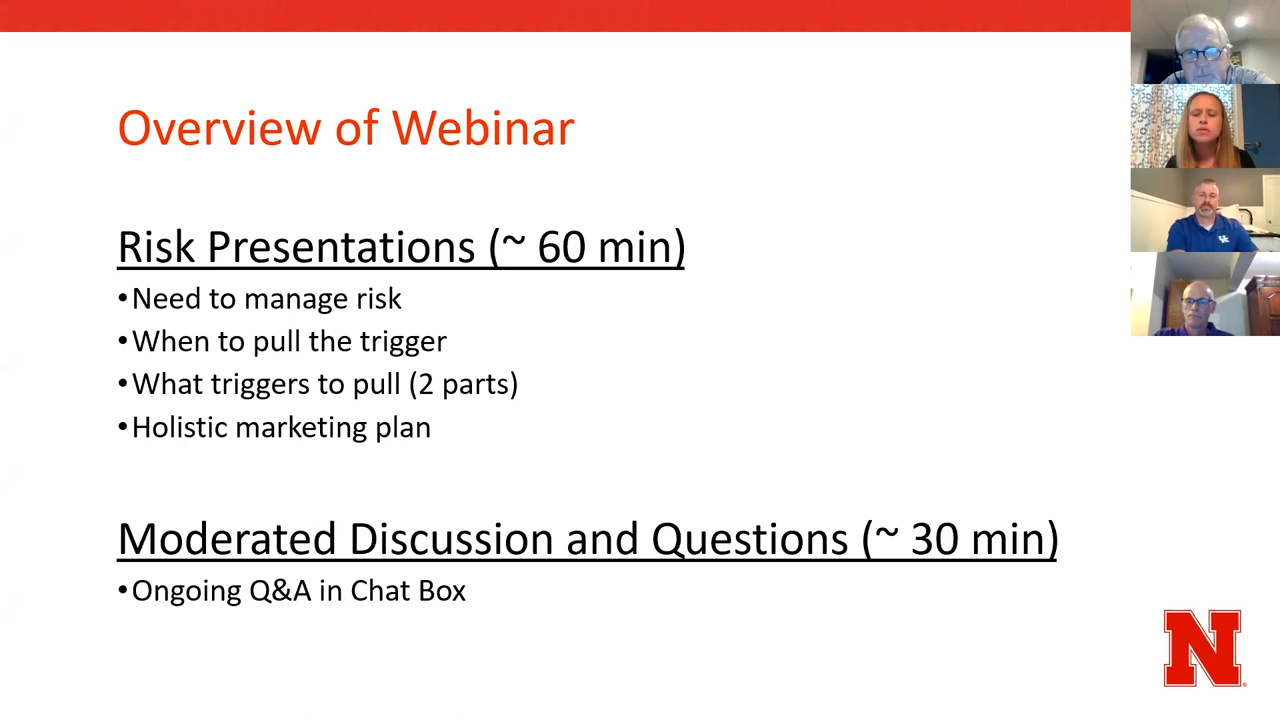 Overview of Webinar
Risk Presentations (~ 60 min)
•Need to manage risk
•When to pull the trigger
•What triggers to pull (2 parts)
•Holistic marketing plan
Moderated Discussion and Questions (~ 30 min)
•Ongoing Q&A in Chat Box
UK
N